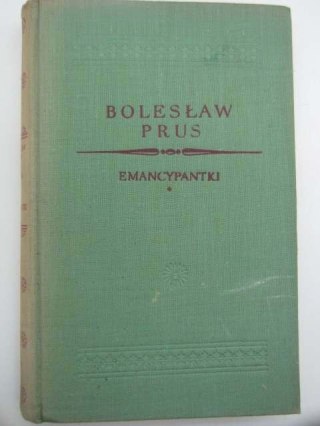 BOLESŁAW
PRUS
EMANCYPANTKI
*